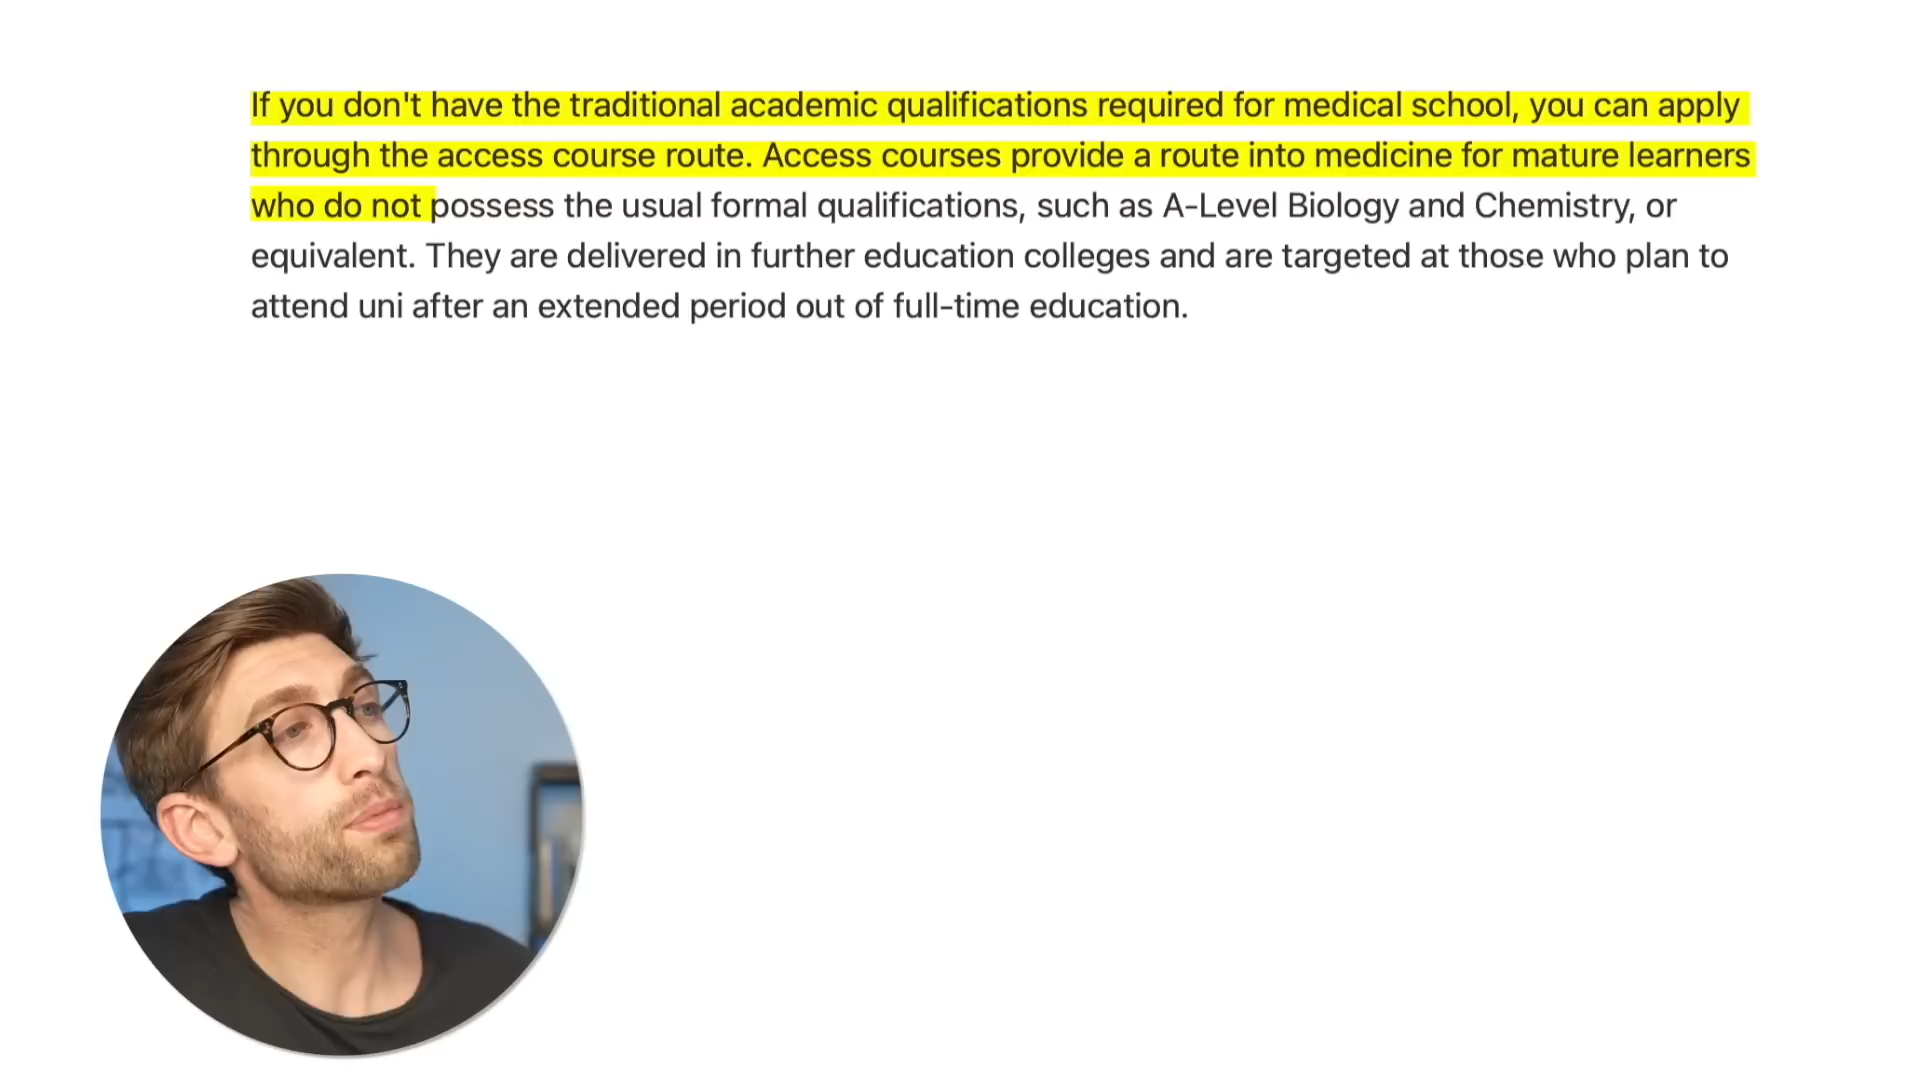 If you don't have the traditional academic qualifications required for medical school, you can apply
through the access course route. Access courses provide a route into medicine for mature learners
who do not possess the usual formal qualifications, such as A-Level Biology and Chemistry, or
equivalent. They are delivered in further education colleges and are targeted at those who plan to
attend uni after an extended period out of full-time education.